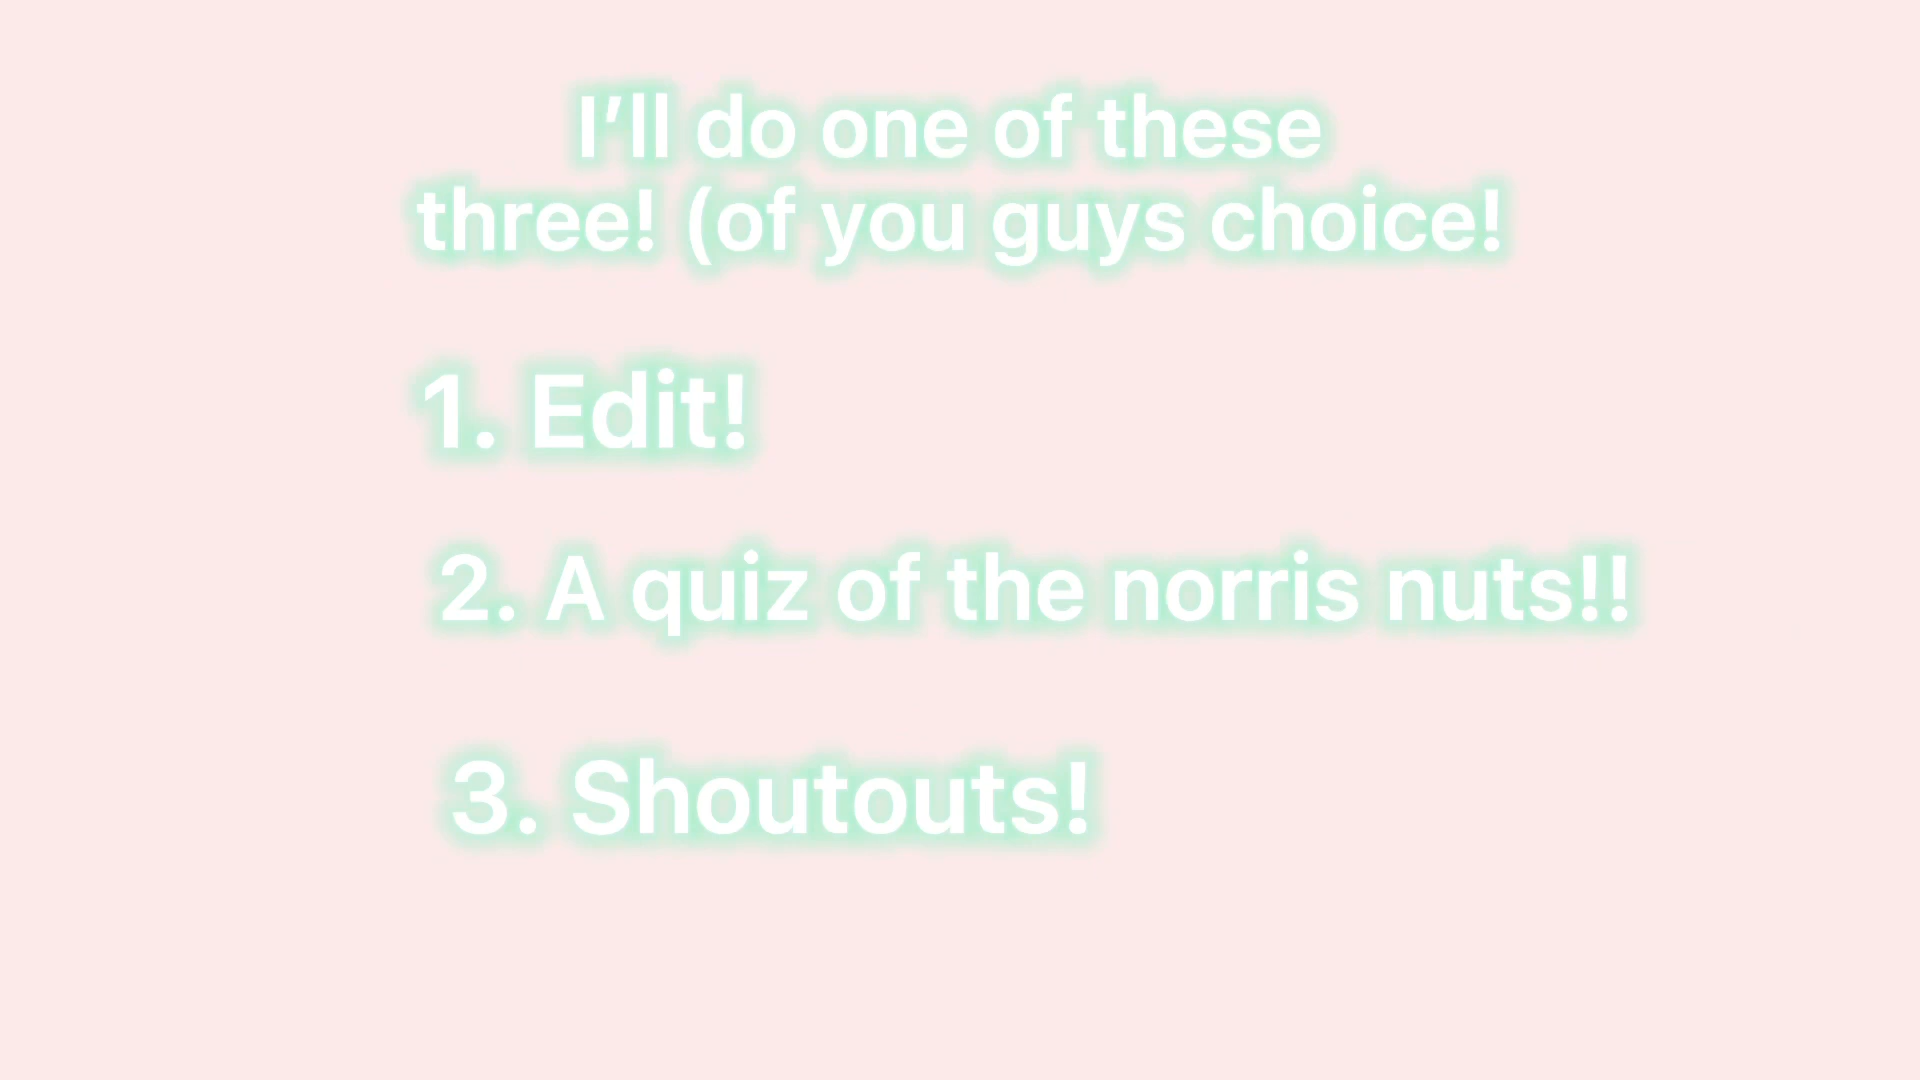 I’ll do one of these
three! (of you guys choice!
1. Edit!
2. A quiz of the norris nuts!!
3. Shoutouts!